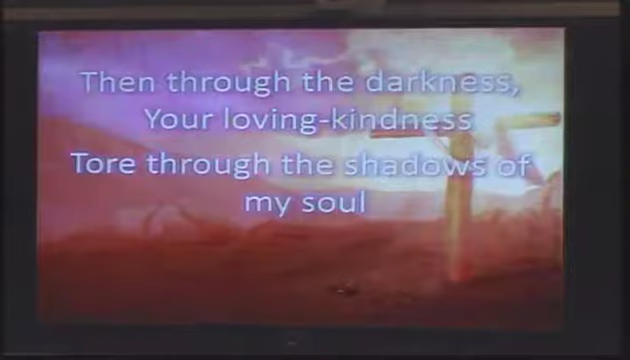 Then through the darkness,
Your loving-kindness
Tore through the shadows of
my soul